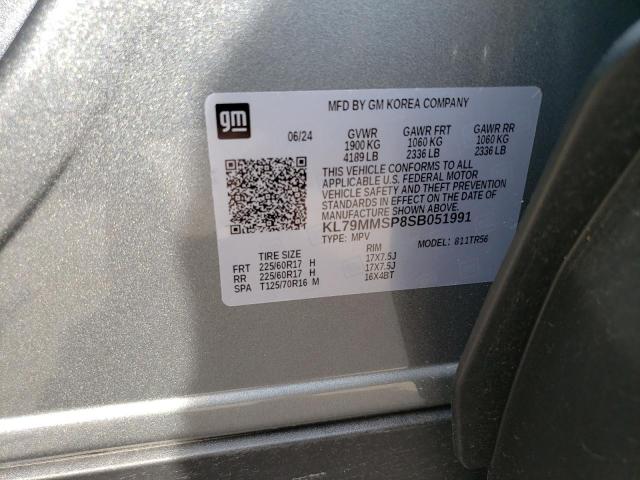 gm
MFD BY GM KOREA COMPANY
06/24 GVWR GAWR FRT GAWR RR
1900 KG 1060 KG 1060 KG
4189 LB 2336 LB 2336 LB
THIS VEHICLE CONFORMS TO ALL
APPLICABLE U.S. FEDERAL MOTOR
VEHICLE SAFETY AND THEFT PREVENTION
STANDARDS IN EFFECT ON THE DATE OF
MANUFACTURE SHOWN ABOVE.
KL79MMSP8SB051991
TYPE: MPV MODEL: 811TR56
TIRE SIZE RIM
FRT 225/60R17 H 17X7.5J
RR 225/60R17 H 17X7.5J
SPA T125/70R16 M 16X4BT